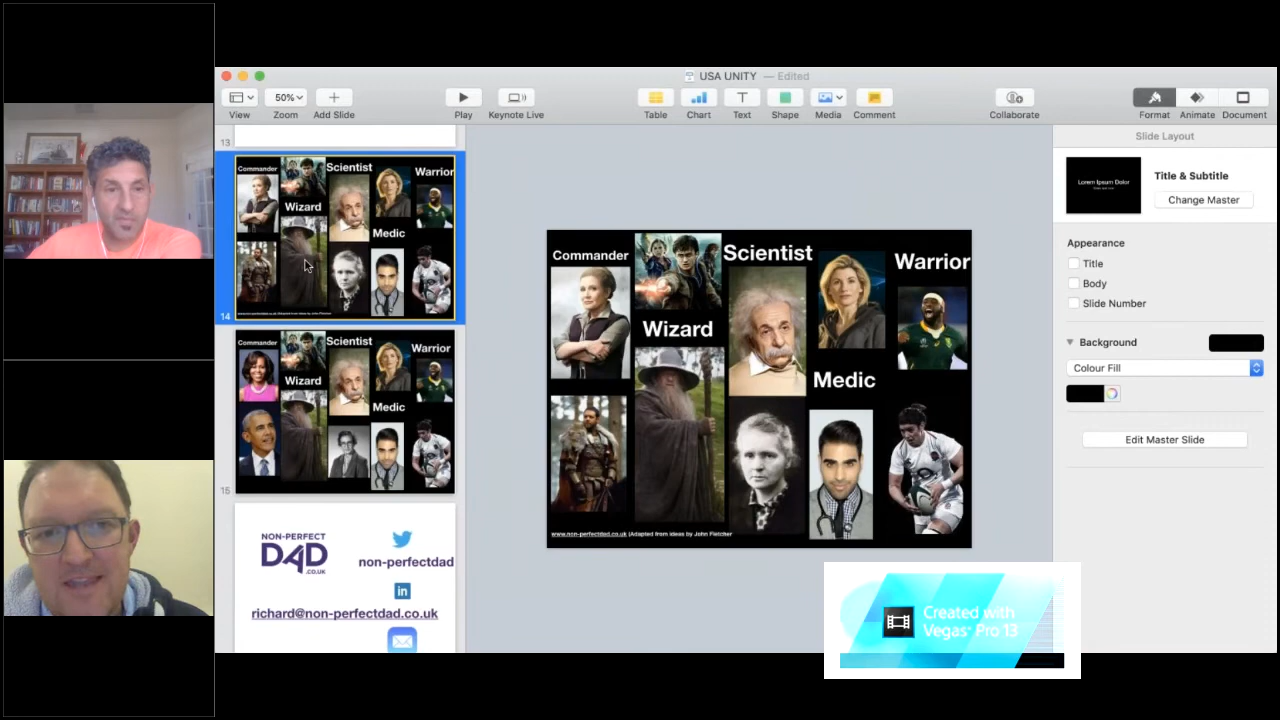 USA UNITY — Edited
View
50%
Zoom
Add Slide
Play
Keynote Live
Table
Chart
Text
Shape
Media
Comment
Collaborate
Format
Animate
Document
13
Commander
Scientist
Warrior
Wizard
Medic
14
Commander
Scientist
Warrior
Wizard
Medic
15
NON-PERFECT
DAD
.CO.UK
non-perfectdad
in
richard@non-perfectdad.co.uk
Commander
Scientist
Warrior
Wizard
Medic
www.non-perfectdad.co.uk (Adapted from ideas by John Fletcher
Slide Layout
Lorem Ipsum Dolor
Title & Subtitle
Change Master
Appearance
Title
Body
Slide Number
Background
Colour Fill
Edit Master Slide
Created with
Vegas® Pro 13